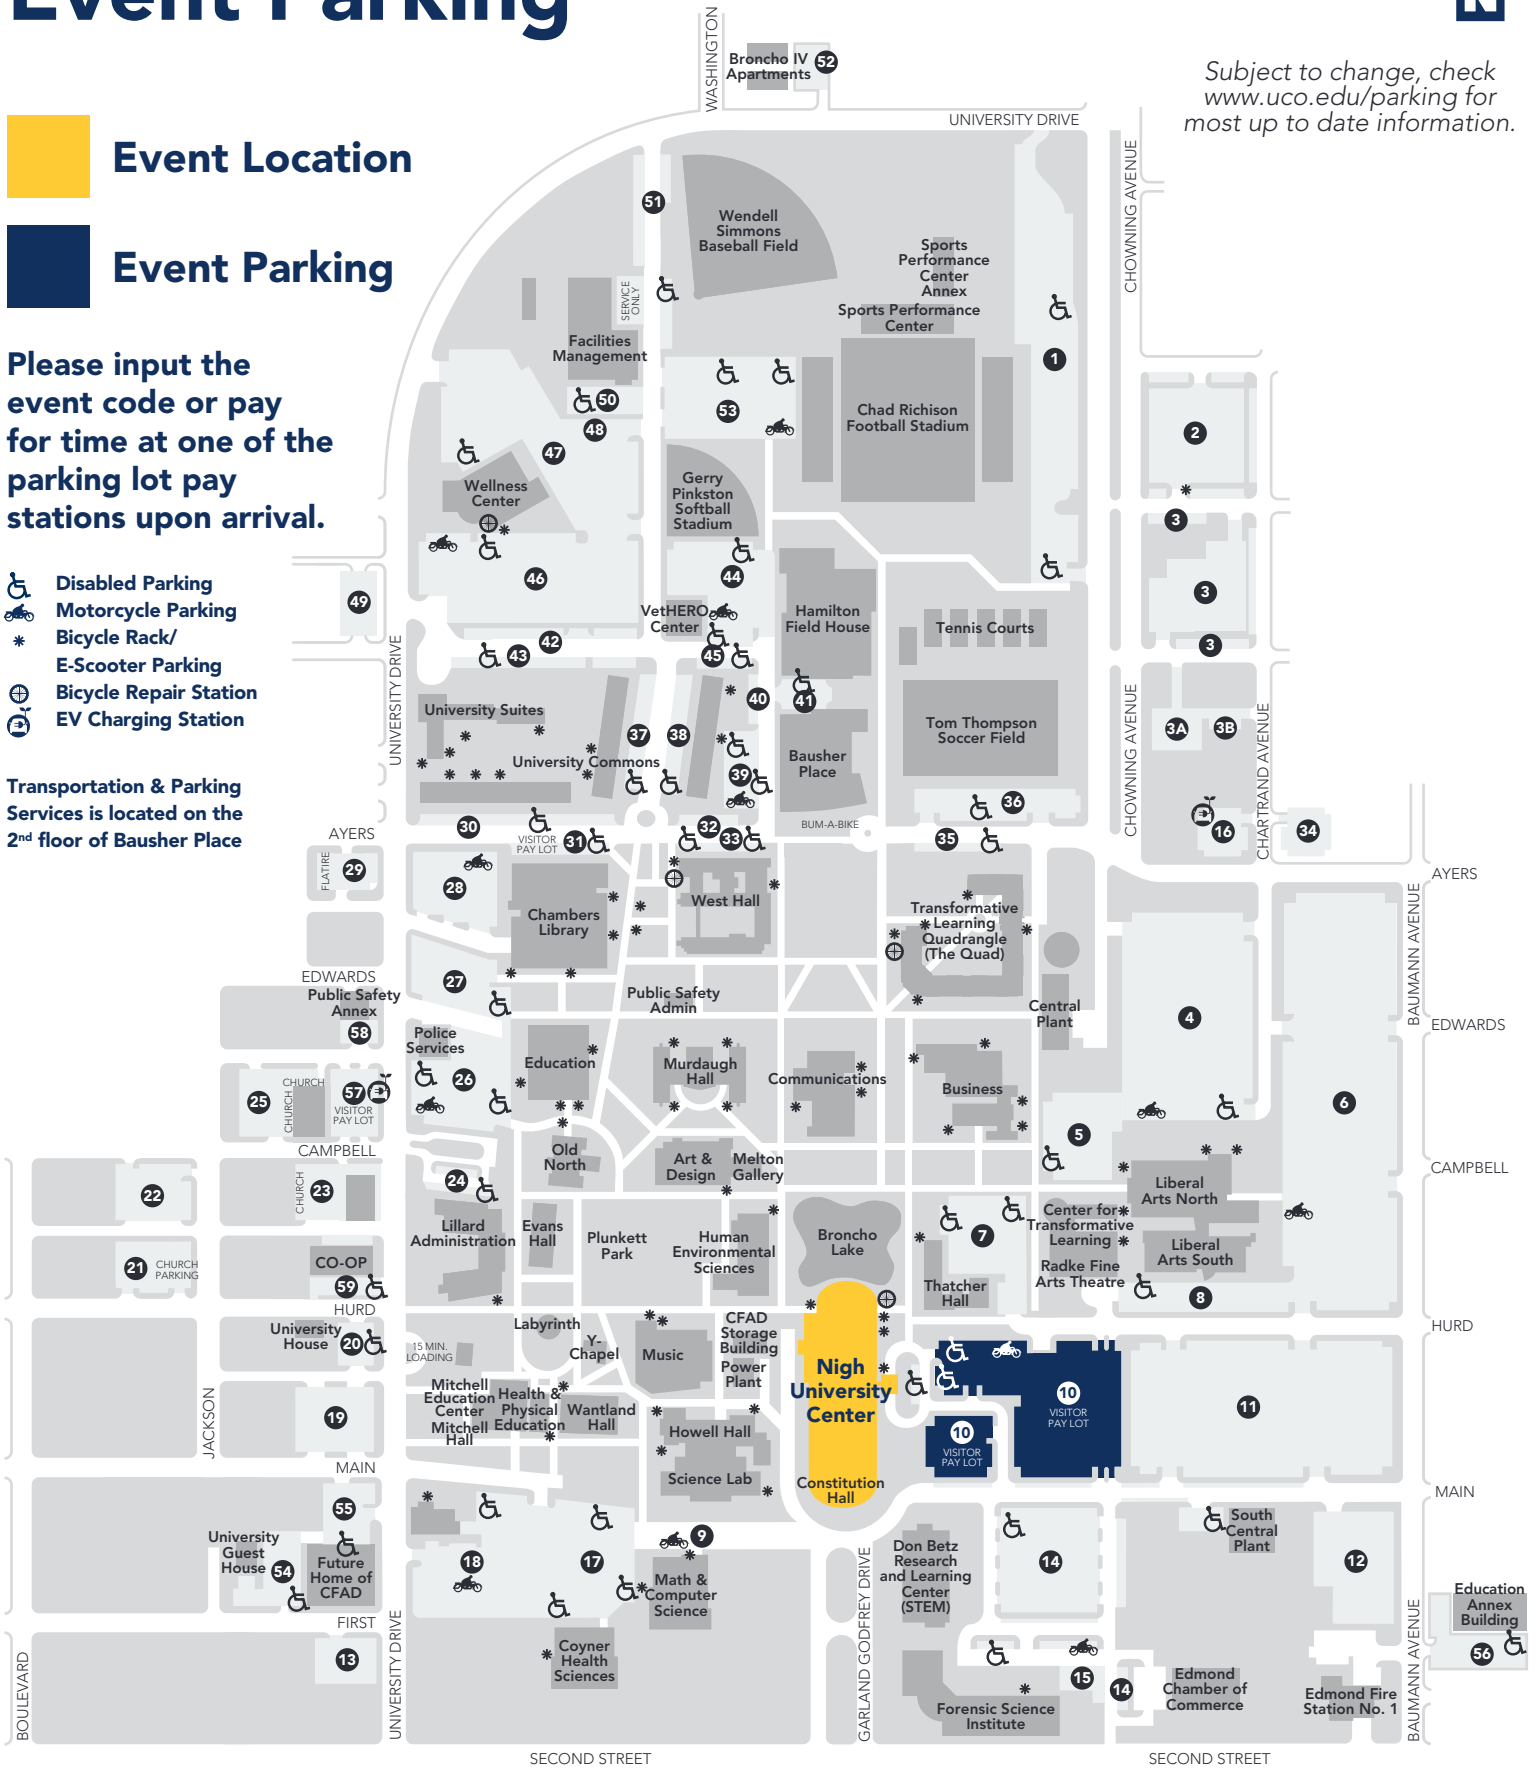 Event Parking
N
Subject to change, check
www.uco.edu/parking for
most up to date information.
Event Location
Event Parking
Please input the
event code or pay
for time at one of the
parking lot pay
stations upon arrival.
Disabled Parking
Motorcycle Parking
Bicycle Rack/
E-Scooter Parking
Bicycle Repair Station
EV Charging Station
Transportation & Parking
Services is located on the
2nd floor of Bausher Place
WASHINGTON
Broncho IV
Apartments
52
UNIVERSITY DRIVE
CHOWNING AVENUE
51
Wendell
Simmons
Baseball Field
Sports
Performance
Center
Annex
Sports Performance
Center
SERVICE
ONLY
Facilities
Management
1
50
48
47
53
Chad Richison
Football Stadium
2
Wellness
Center
Gerry
Pinkston
Softball
Stadium
3
46
44
49
3
VetHERO
Center
Hamilton
Field House
Tennis Courts
3
42
43
45
UNIVERSITY DRIVE
40
41
University Suites
37
38
University Commons
39
Bausher
Place
Tom Thompson
Soccer Field
CHOWNING AVENUE
3A
3B
CHARTRAND AVENUE
36
16
34
BUM-A-BIKE
AYERS
30
VISITOR
PAY LOT
31
32
33
35
FLATIRE
29
28
Chambers
Library
West Hall
Transformative
Learning
Quadrangle
(The Quad)
AYERS
BAUMANN AVENUE
EDWARDS
27
Public Safety
Annex
58
Public Safety
Admin
Central
Plant
4
EDWARDS
Police
Services
26
Education
Murdaugh
Hall
Communications
Business
25
CHURCH
CHURCH
57
VISITOR
PAY LOT
6
5
CAMPBELL
Old
North
Art &
Design
Melton
Gallery
CAMPBELL
22
CHURCH
23
24
Liberal
Arts North
Lillard
Administration
Evans
Hall
Plunkett
Park
Human
Environmental
Sciences
Broncho
Lake
7
Center for
Transformative
Learning
Liberal
Arts South
21
CHURCH
PARKING
CO-OP
59
Radke Fine
Arts Theatre
Thatcher
Hall
8
HURD
HURD
University
House
20
15 MIN.
LOADING
Labyrinth
Y-
Chapel
Music
CFAD
Storage
Building
Power
Plant
Nigh
University
Center
10
VISITOR
PAY LOT
10
VISITOR
PAY LOT
11
JACKSON
19
Mitchell
Education
Center
Mitchell
Hall
Health &
Physical
Education
Wantland
Hall
Howell Hall
Science Lab
Constitution
Hall
MAIN
MAIN
55
9
South
Central
Plant
University
Guest
House
54
Future
Home of
CFAD
18
17
Math &
Computer
Science
Don Betz
Research
and Learning
Center
(STEM)
14
12
Education
Annex
Building
FIRST
56
13
Coyner
Health
Sciences
15
14
Edmond
Chamber of
Commerce
Edmond Fire
Station No. 1
Forensic Science
Institute
BOULEVARD
UNIVERSITY DRIVE
GARLAND GODFREY DRIVE
BAUMANN AVENUE
SECOND STREET
SECOND STREET